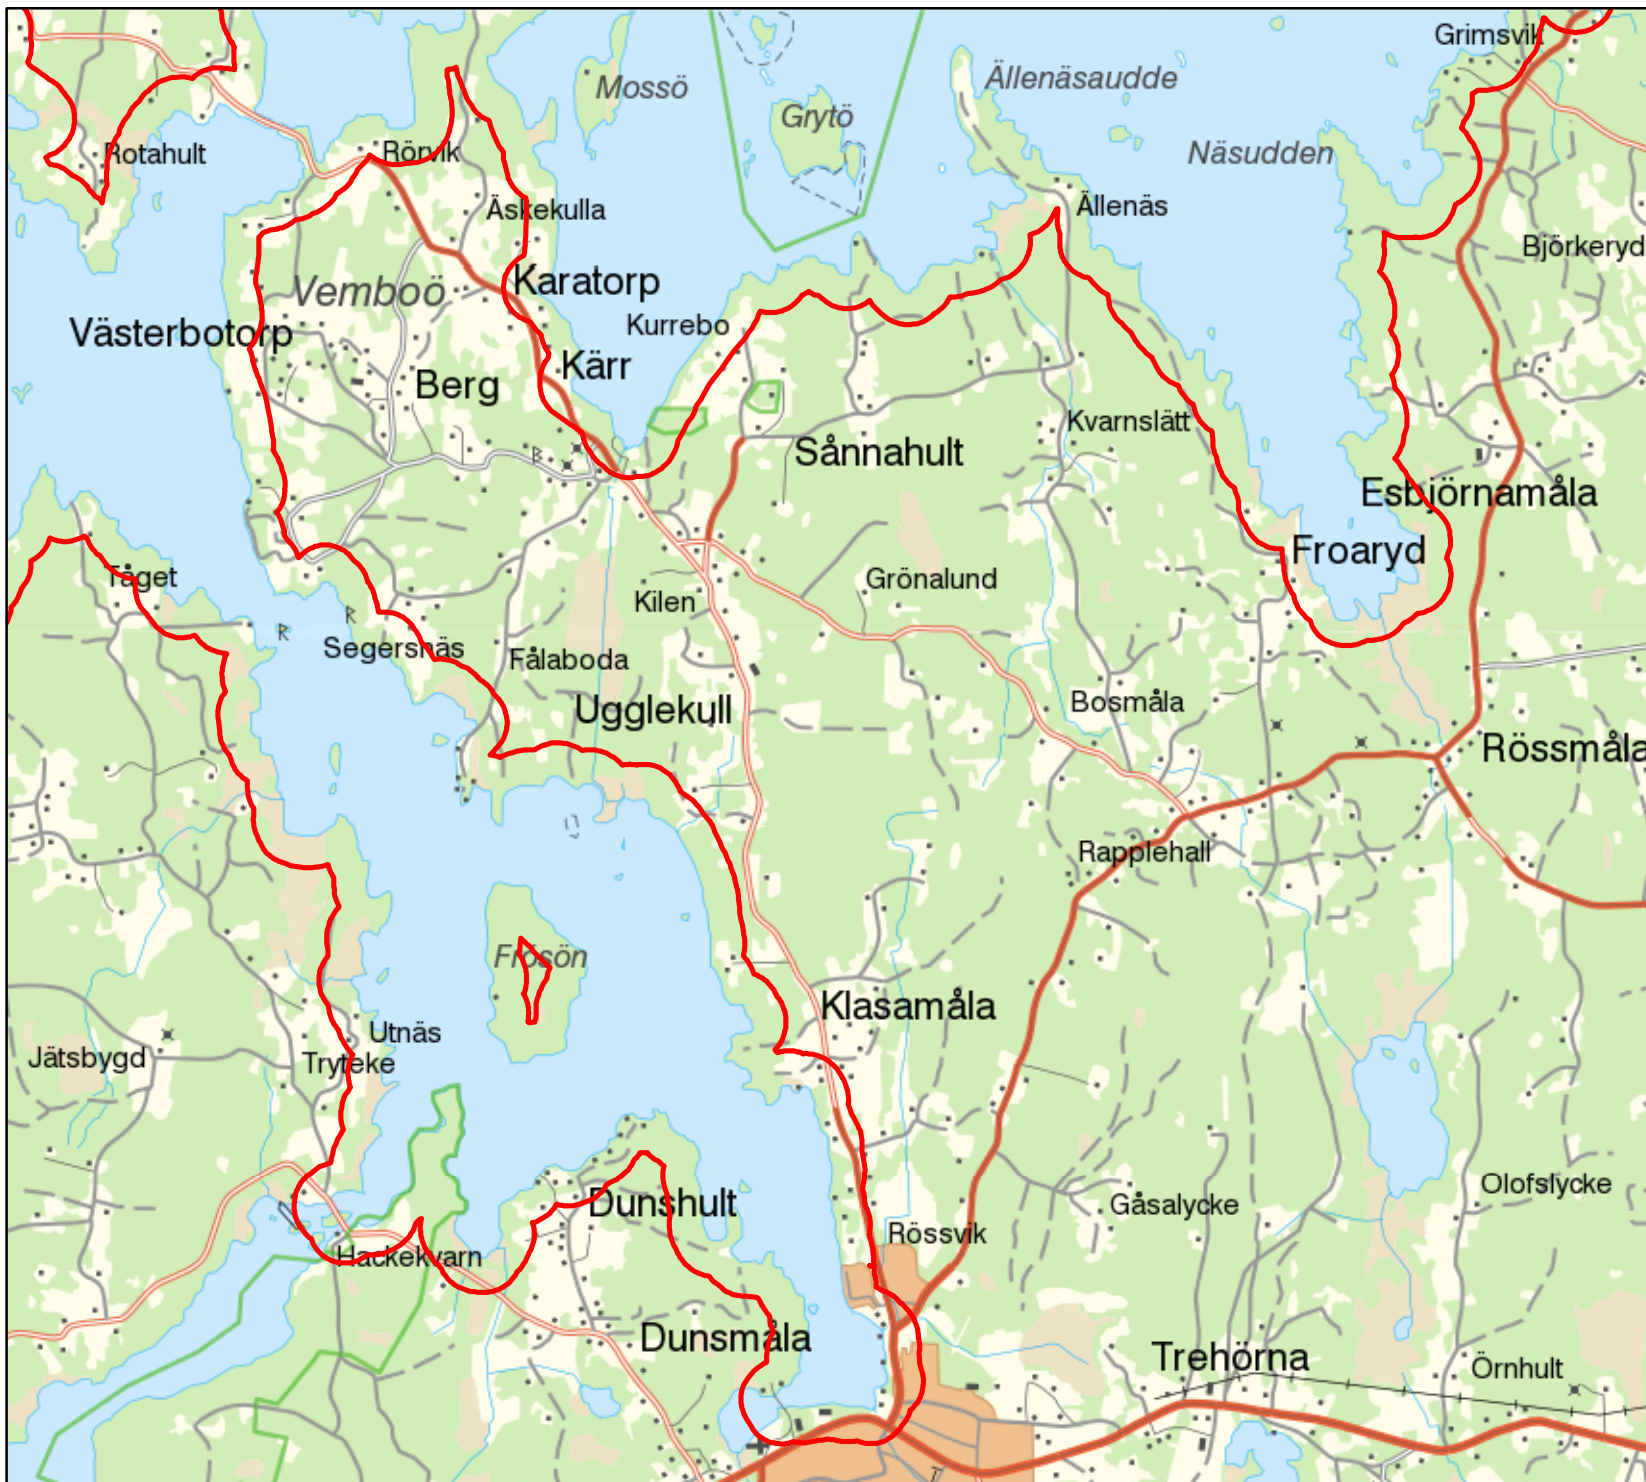 Grimsvik
Mossö
Ällenäsaudde
Grytö
Rotahult
Rörvik
Näsudden
Äskekulla
Ällenäs
Björkeryd
Karatorp
Vemboö
Västerbotorp
Kurrebo
Kärr
Berg
Kvarnslätt
Sånnahult
Esbjörnamåla
Froaryd
Tåget
Grönalund
Kilen
Segersnäs
Fålaboda
Ugglekull
Bosmåla
Rössmåla
Rapplehall
Frösön
Klasamåla
Utnäs
Jätsbygd
Tryteke
Olofslycke
Dunshult
Gåsalycke
Rössvik
Hackekvarn
Dunsmåla
Trehörna
Örnhult